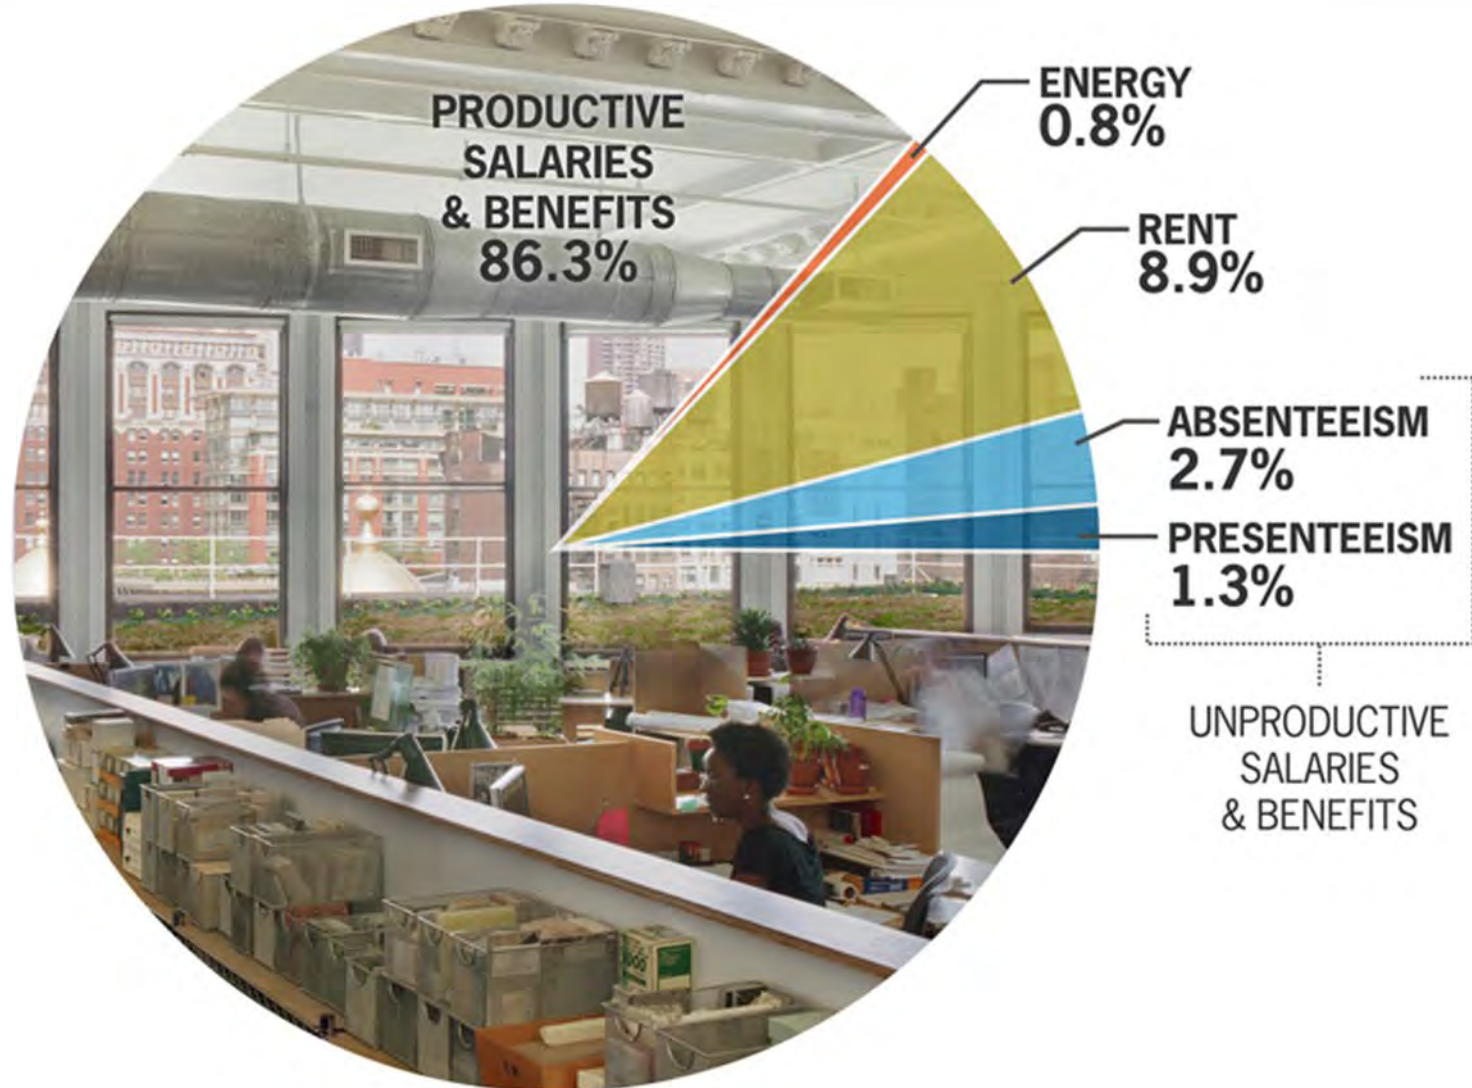 PRODUCTIVE
SALARIES
& BENEFITS
86.3%
ENERGY
0.8%
RENT
8.9%
ABSENTEEISM
2.7%
PRESENTEEISM
1.3%
UNPRODUCTIVE
SALARIES
& BENEFITS